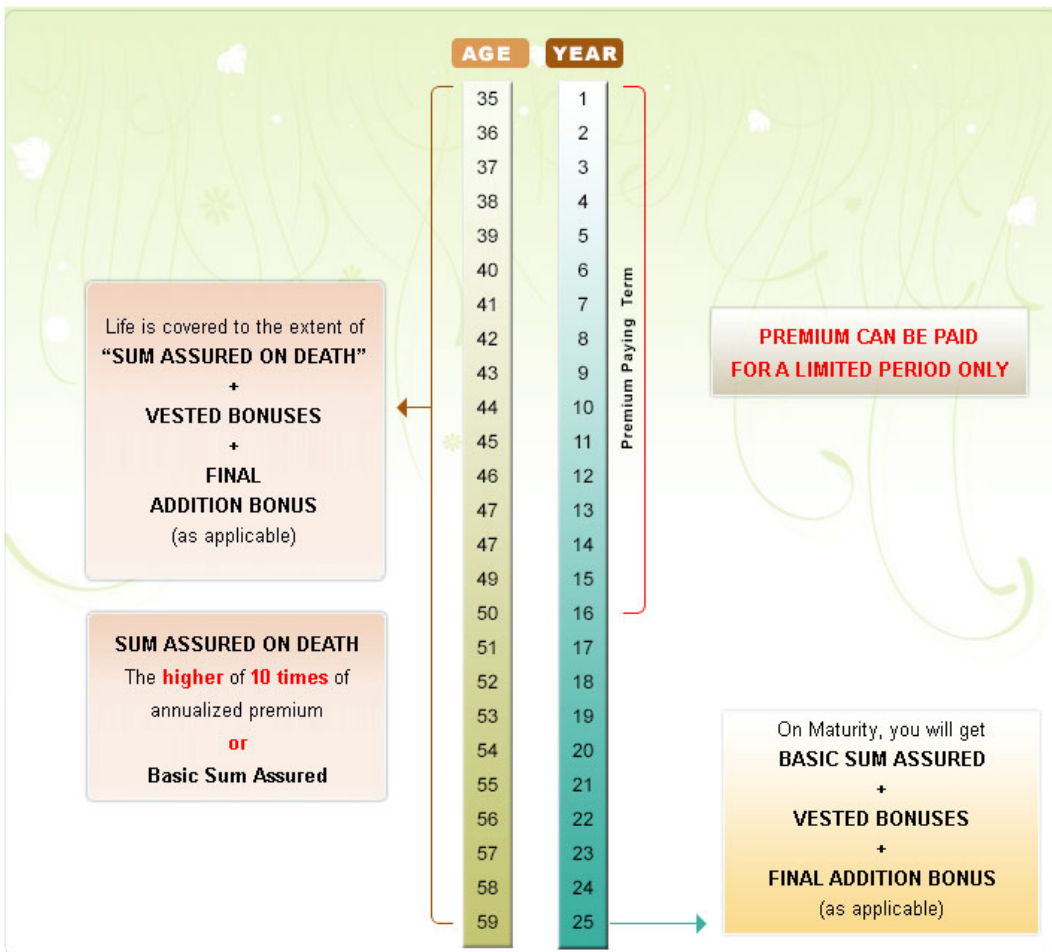 AGE YEAR
35 1
36 2
37 3
38 4
39 5
40 6
41 7
42 8
43 9
44 10
45 11
46 12
47 13
47 14
49 15
50 16
51 17
52 18
53 19
54 20
55 21
56 22
57 23
58 24
59 25
Premium Paying Term
Life is covered to the extent of
“SUM ASSURED ON DEATH”
+
VESTED BONUSES
+
FINAL
ADDITION BONUS
(as applicable)
SUM ASSURED ON DEATH
The higher of 10 times of
annualized premium
or
Basic Sum Assured
PREMIUM CAN BE PAID
FOR A LIMITED PERIOD ONLY
On Maturity, you will get
BASIC SUM ASSURED
+
VESTED BONUSES
+
FINAL ADDITION BONUS
(as applicable)